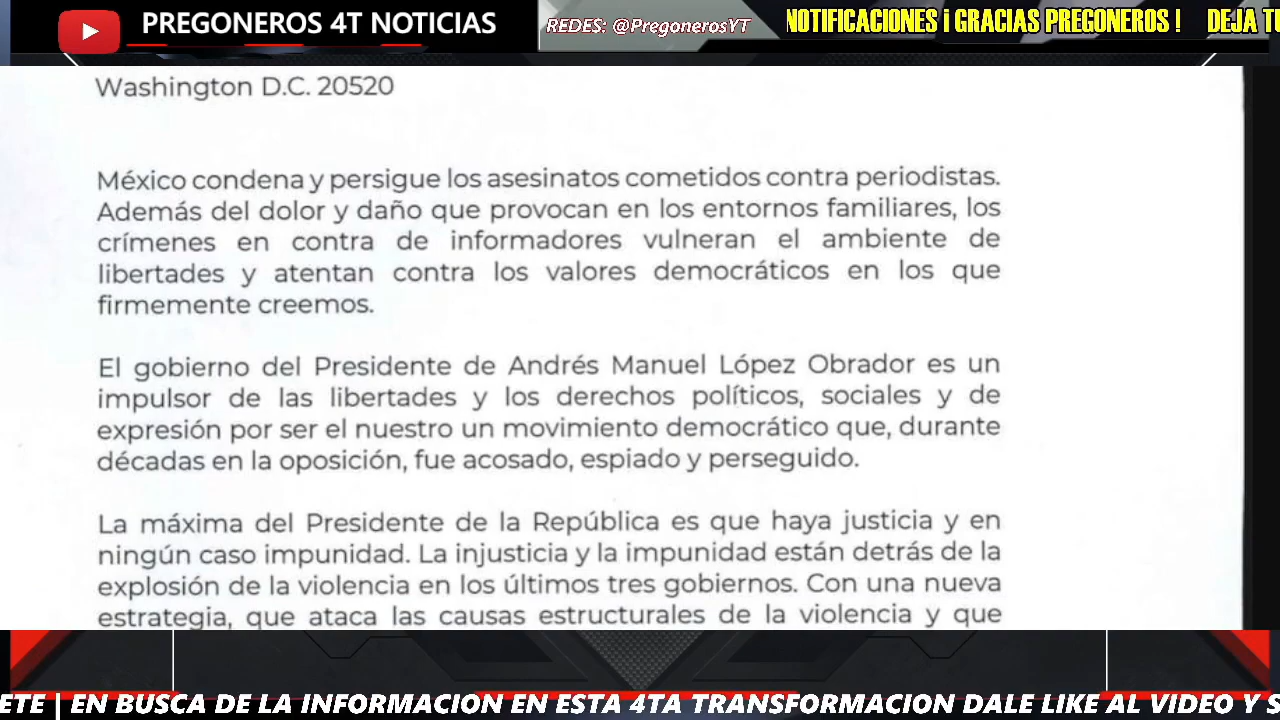 PREGONEROS 4T NOTICIAS
REDES: @PregonerosYT
NOTIFICACIONES ¡ GRACIAS PREGONEROS ! DEJA
Washington D.C. 20520
México condena y persigue los asesinatos cometidos contra periodistas.
Además del dolor y daño que provocan en los entornos familiares, los
crímenes en contra de informadores vulneran el ambiente de
libertades y atentan contra los valores democráticos en los que
firmemente creemos.
El gobierno del Presidente de Andrés Manuel López Obrador es un
impulsor de las libertades y los derechos políticos, sociales y de
expresión por ser el nuestro un movimiento democrático que, durante
décadas en la oposición, fue acosado, espiado y perseguido.
La máxima del Presidente de la República es que haya justicia y en
ningún caso impunidad. La injusticia y la impunidad están detrás de la
explosión de la violencia en los últimos tres gobiernos. Con una nueva
estrategia, que ataca las causas estructurales de la violencia y que
ETE | EN BUSCA DE LA INFORMACION EN ESTA 4TA TRANSFORMACION DALE LIKE AL VIDEO Y